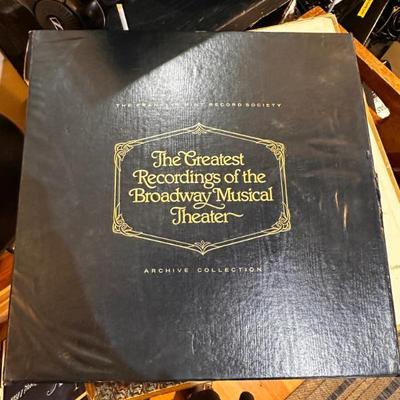 THE FRANKLIN MINT RECORD SOCIETY
The Greatest
Recordings of the
Broadway Musical
Theater
ARCHIVE COLLECTION